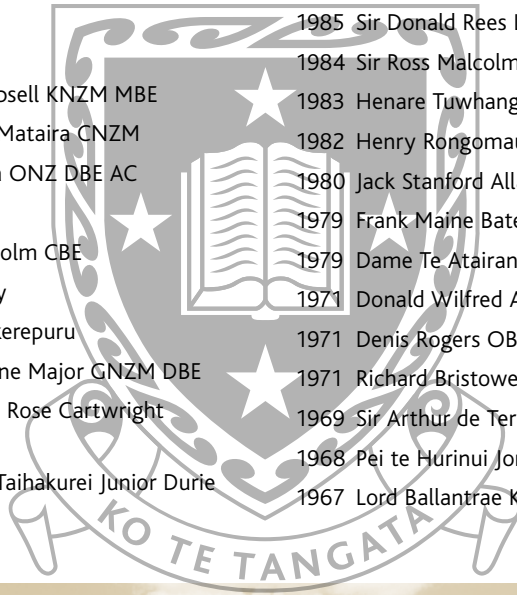 osell KNZM MBE
Mataira CNZM
ONZ DBE AC
olm CBE
erepuru
ne Major GNZM DBE
Rose Cartwright
Taihakurei Junior Durie
1985 Sir Donald Rees
1984 Sir Ross Malcolm
1983 Henare Tuwhang
1982 Henry Rongomau
1980 Jack Stanford All
1979 Frank Maine Bate
1979 Dame Te Atairan
1971 Donald Wilfred A
1971 Denis Rogers OB
1971 Richard Bristowe
1969 Sir Arthur de Ter
1968 Pei te Hurinui Jo
1967 Lord Ballantrae K
KO TE TANGATA